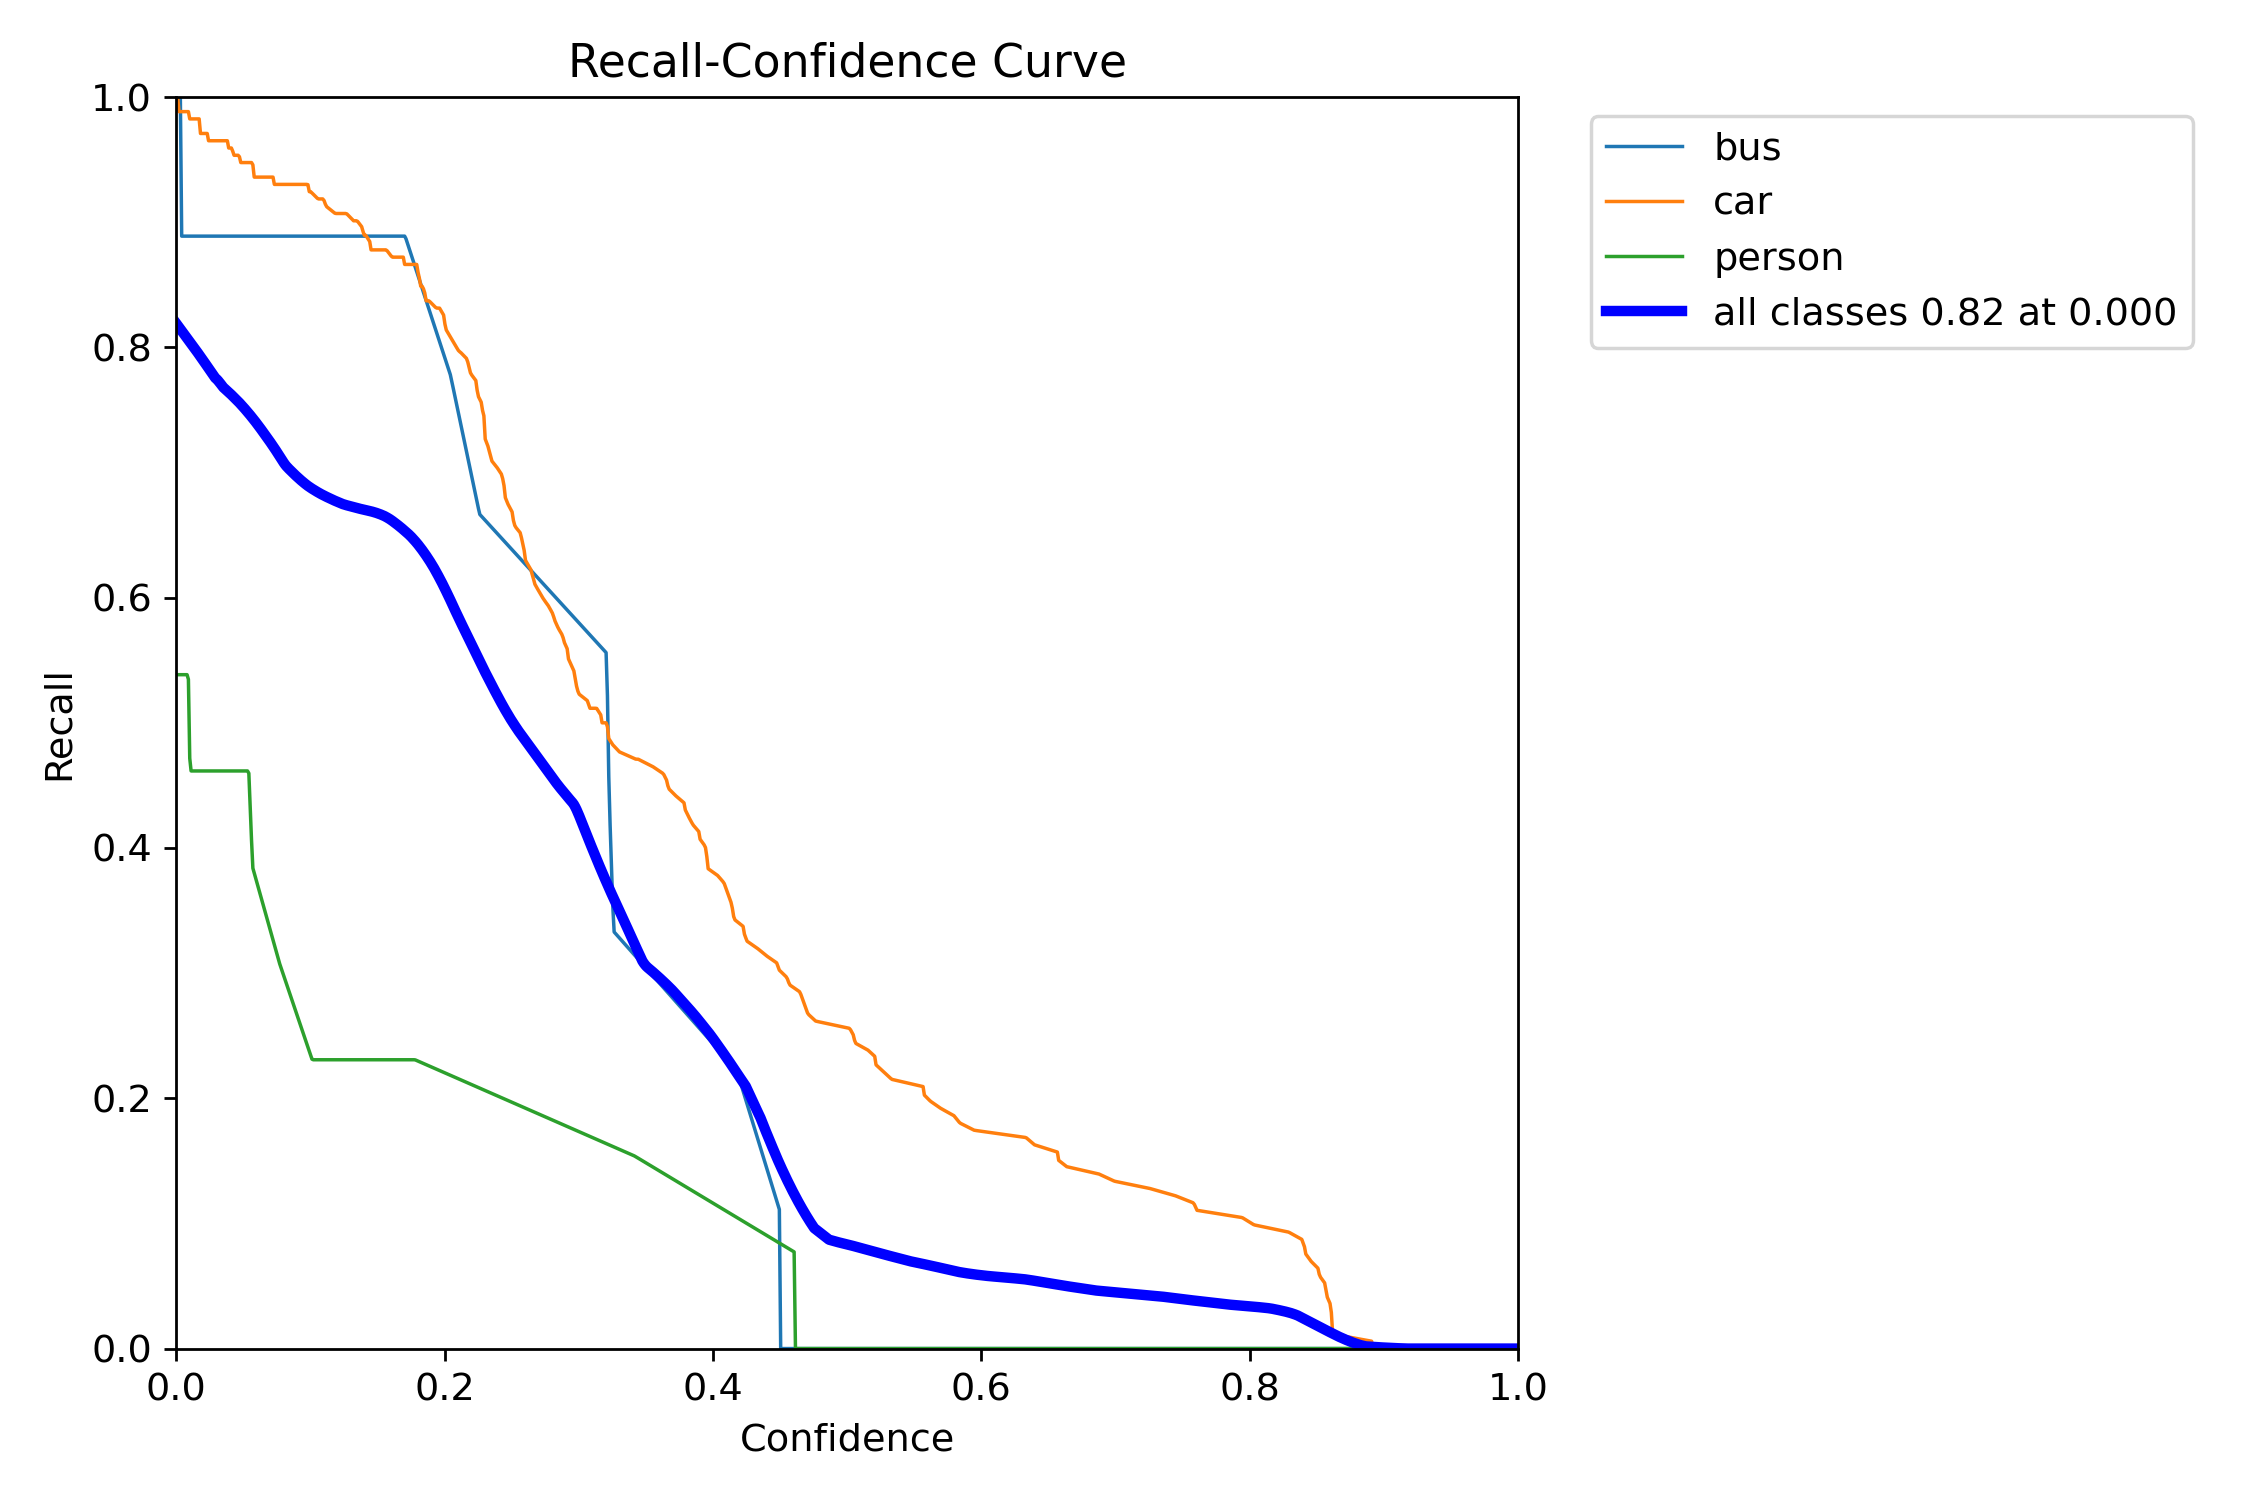 Recall-Confidence Curve
1.0
0.8
0.6
0.4
0.2
0.0
Recall
0.0 0.2 0.4 0.6 0.8 1.0
Confidence
bus
car
person
all classes 0.82 at 0.000